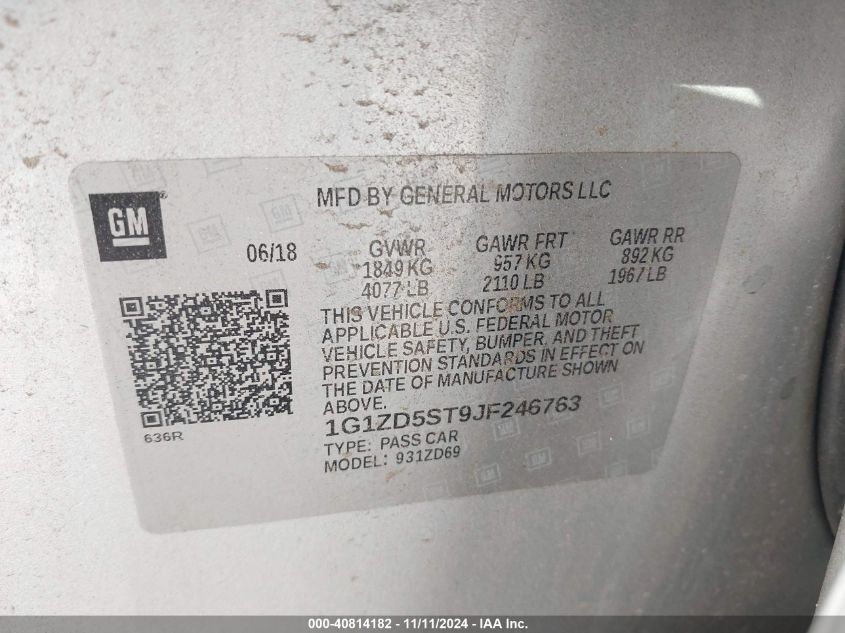 GM
MFD BY GENERAL MOTORS LLC
06/18 GVWR GAWR FRT GAWR RR
1849 KG 957 KG 892 KG
4077 LB 2110 LB 1967 LB
THIS VEHICLE CONFORMS TO ALL
APPLICABLE U.S. FEDERAL MOTOR
VEHICLE SAFETY, BUMPER, AND THEFT
PREVENTION STANDARDS IN EFFECT ON
THE DATE OF MANUFACTURE SHOWN
ABOVE.
1G1ZD5ST9JF246763
TYPE: PASS CAR
MODEL: 931ZD69
636R
000-40814182 - 11/11/2024 - IAA Inc.